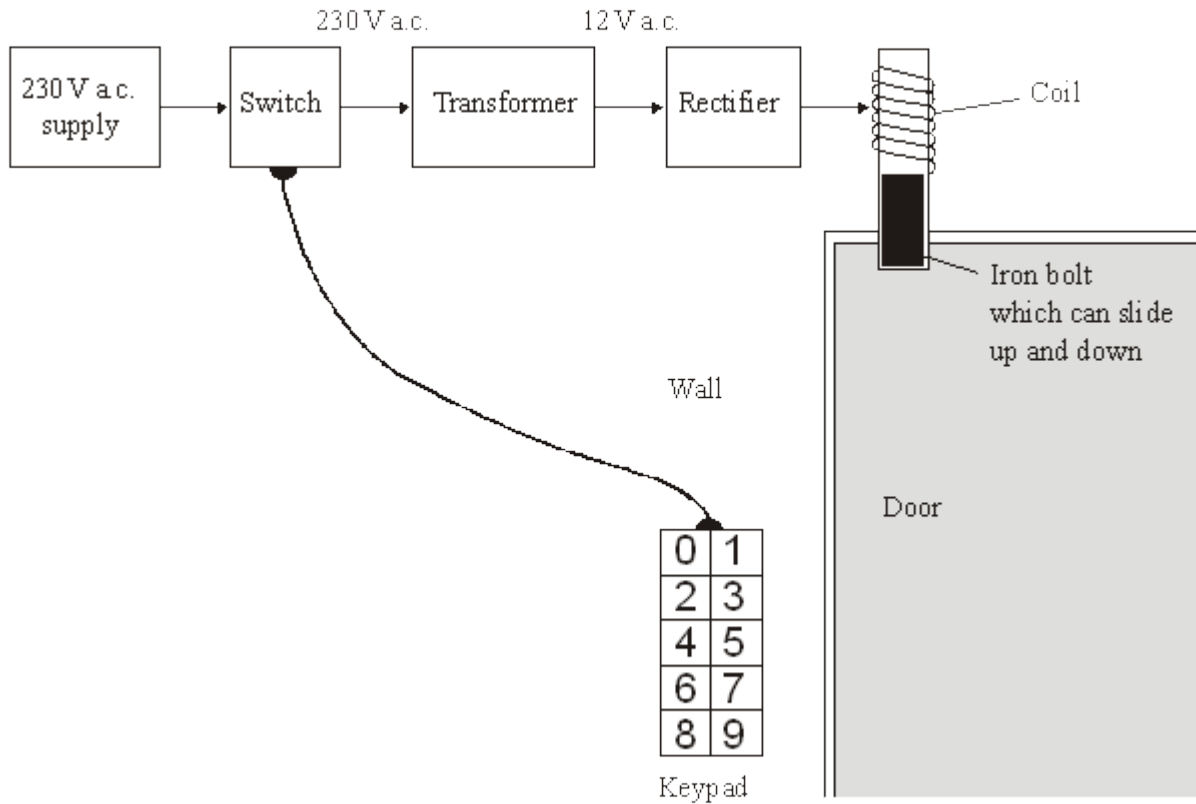 230 V a.c.
12 V a.c.
230 V a.c.
supply
Switch
Transformer
Rectifier
Coil
Iron bolt
which can slide
up and down
Wall
Door
0 1
2 3
4 5
6 7
8 9
Keypad